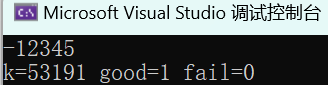 Microsoft Visual Studio 调试控制台
-12345
k=53191 good=1 fail=0